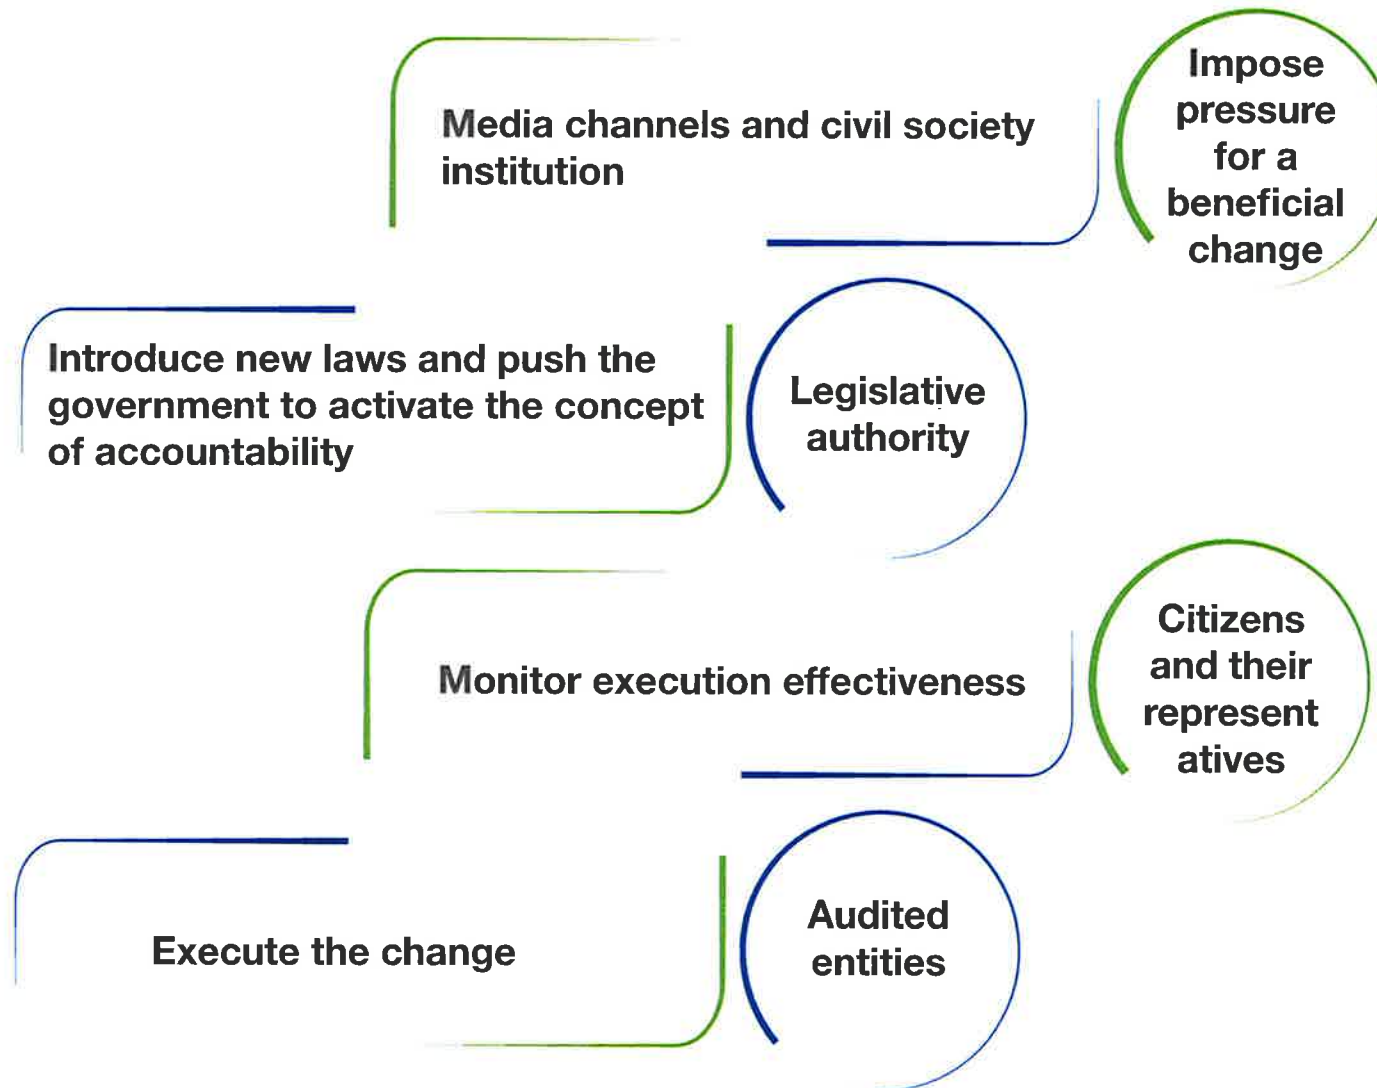 Media channels and civil society
institution
Impose
pressure
for a
beneficial
change
Introduce new laws and push the
government to activate the concept
of accountability
Legislative
authority
Monitor execution effectiveness
Citizens
and their
represent
atives
Execute the change
Audited
entities